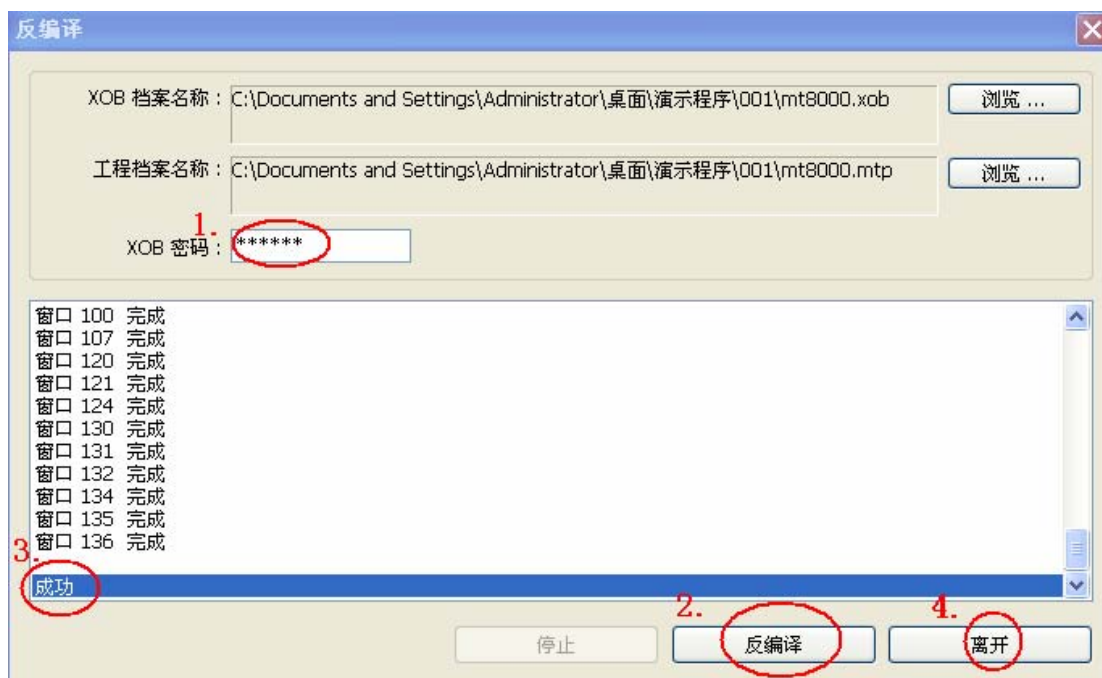 反编译
XOB 档案名称： C:\Documents and Settings\Administrator\桌面\演示程序\001\mt8000.xob 浏览 ...
工程档案名称： C:\Documents and Settings\Administrator\桌面\演示程序\001\mt8000.mtp 浏览 ...
1.
XOB 密码： ******
窗口 100 完成
窗口 107 完成
窗口 120 完成
窗口 121 完成
窗口 124 完成
窗口 130 完成
窗口 131 完成
窗口 132 完成
窗口 134 完成
窗口 135 完成
窗口 136 完成
3.
成功
2. 4.
停止 反编译 离开